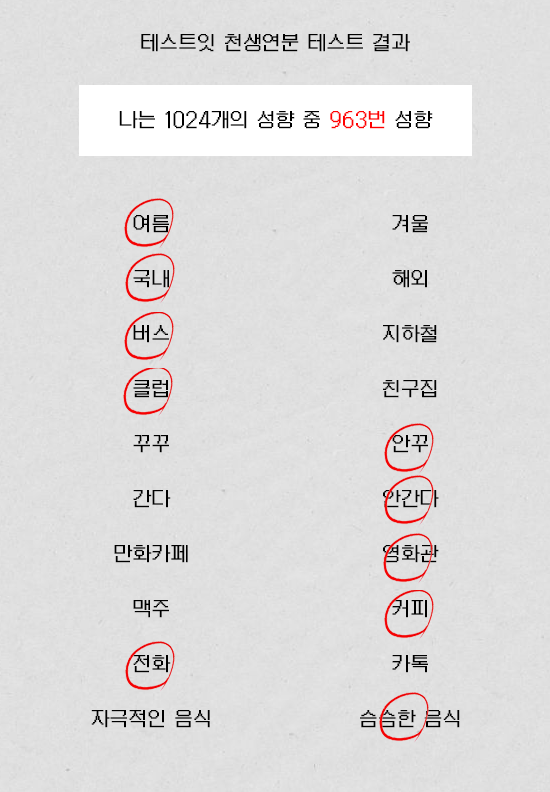 테스트잇 천생연분 테스트 결과
나는 1024개의 성향 중 963번 성향
여름 겨울
국내 해외
버스 지하철
클럽 친구집
꾸꾸 안꾸
간다 안간다
만화카페 영화관
맥주 커피
전화 카톡
자극적인 음식 슴슴한 음식